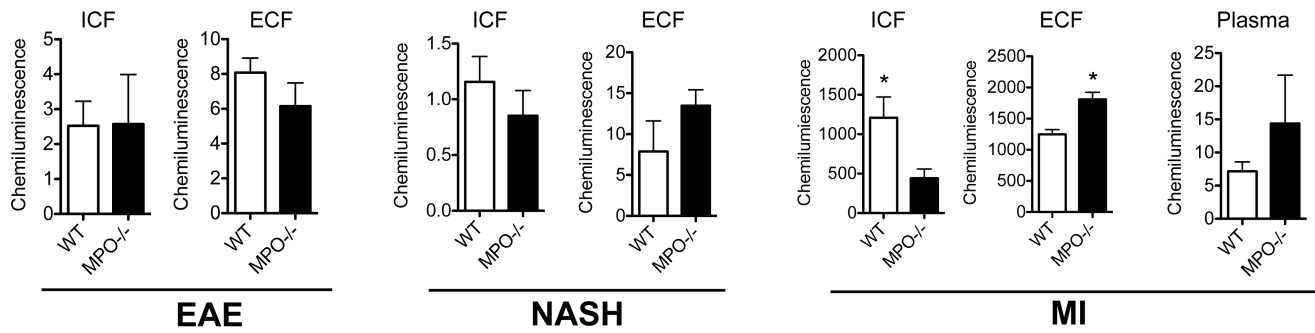 ICF
Chemiluminescence
5
4
3
2
1
0
WT
MPO-/-
ECF
Chemiluminescence
10
8
6
4
2
0
WT
MPO-/-
EAE
ICF
Chemiluminescence
1.5
1.0
0.5
0.0
WT
MPO-/-
ECF
Chemiluminescence
20
15
10
5
0
WT
MPO-/-
NASH
ICF
Chemilumiescence
2000
1500
1000
500
0
*
WT
MPO-/-
ECF
Chemilumiescence
2500
2000
1500
1000
500
0
*
WT
MPO-/-
Plasma
Chemiluminescence
25
20
15
10
5
0
WT
MPO-/-
MI